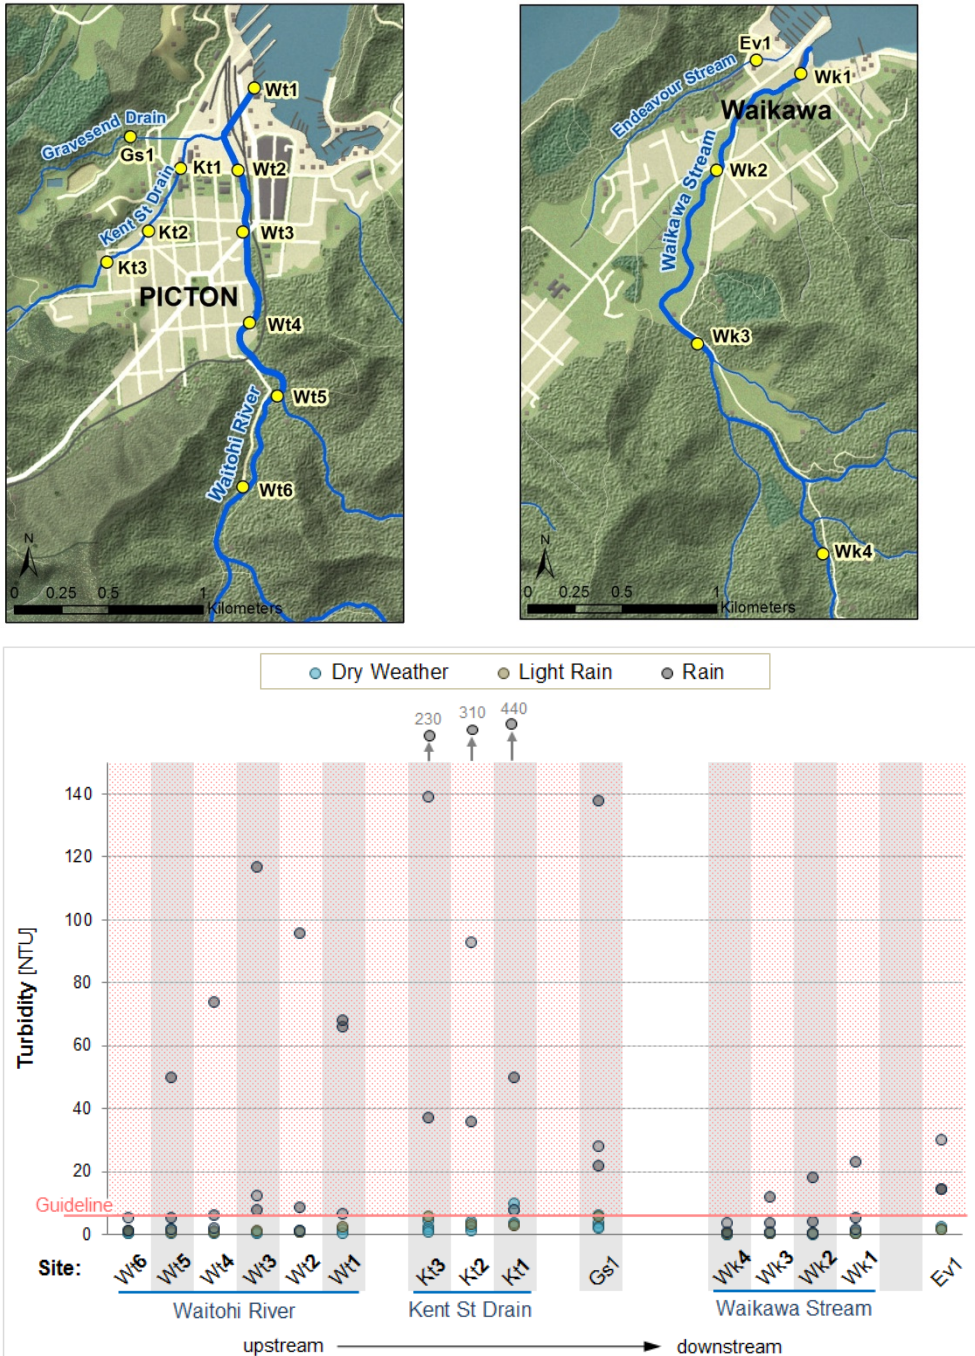 Wt1
Gravesend Drain
Gs1
Kt1
Wt2
Kent St Drain
Kt2
Wt3
Kt3
PICTON
Wt4
Wt5
Waitohi River
Wt6
N
0 0.25 0.5 1
Kilometers
Ev1
Wk1
Endeavour Stream
Waikawa
Wk2
Waikawa Stream
Wk3
Wk4
N
0 0.25 0.5 1
Kilometers
Dry Weather Light Rain Rain
230 310 440
140
120
100
80
60
40
20
0
Turbidity [NTU]
Guideline
Site: Wt6 Wt5 Wt4 Wt3 Wt2 Wt1 Kt3 Kt2 Kt1 Gs1 Wk4 Wk3 Wk2 Wk1 Ev1
Waitohi River Kent St Drain Waikawa Stream
upstream downstream